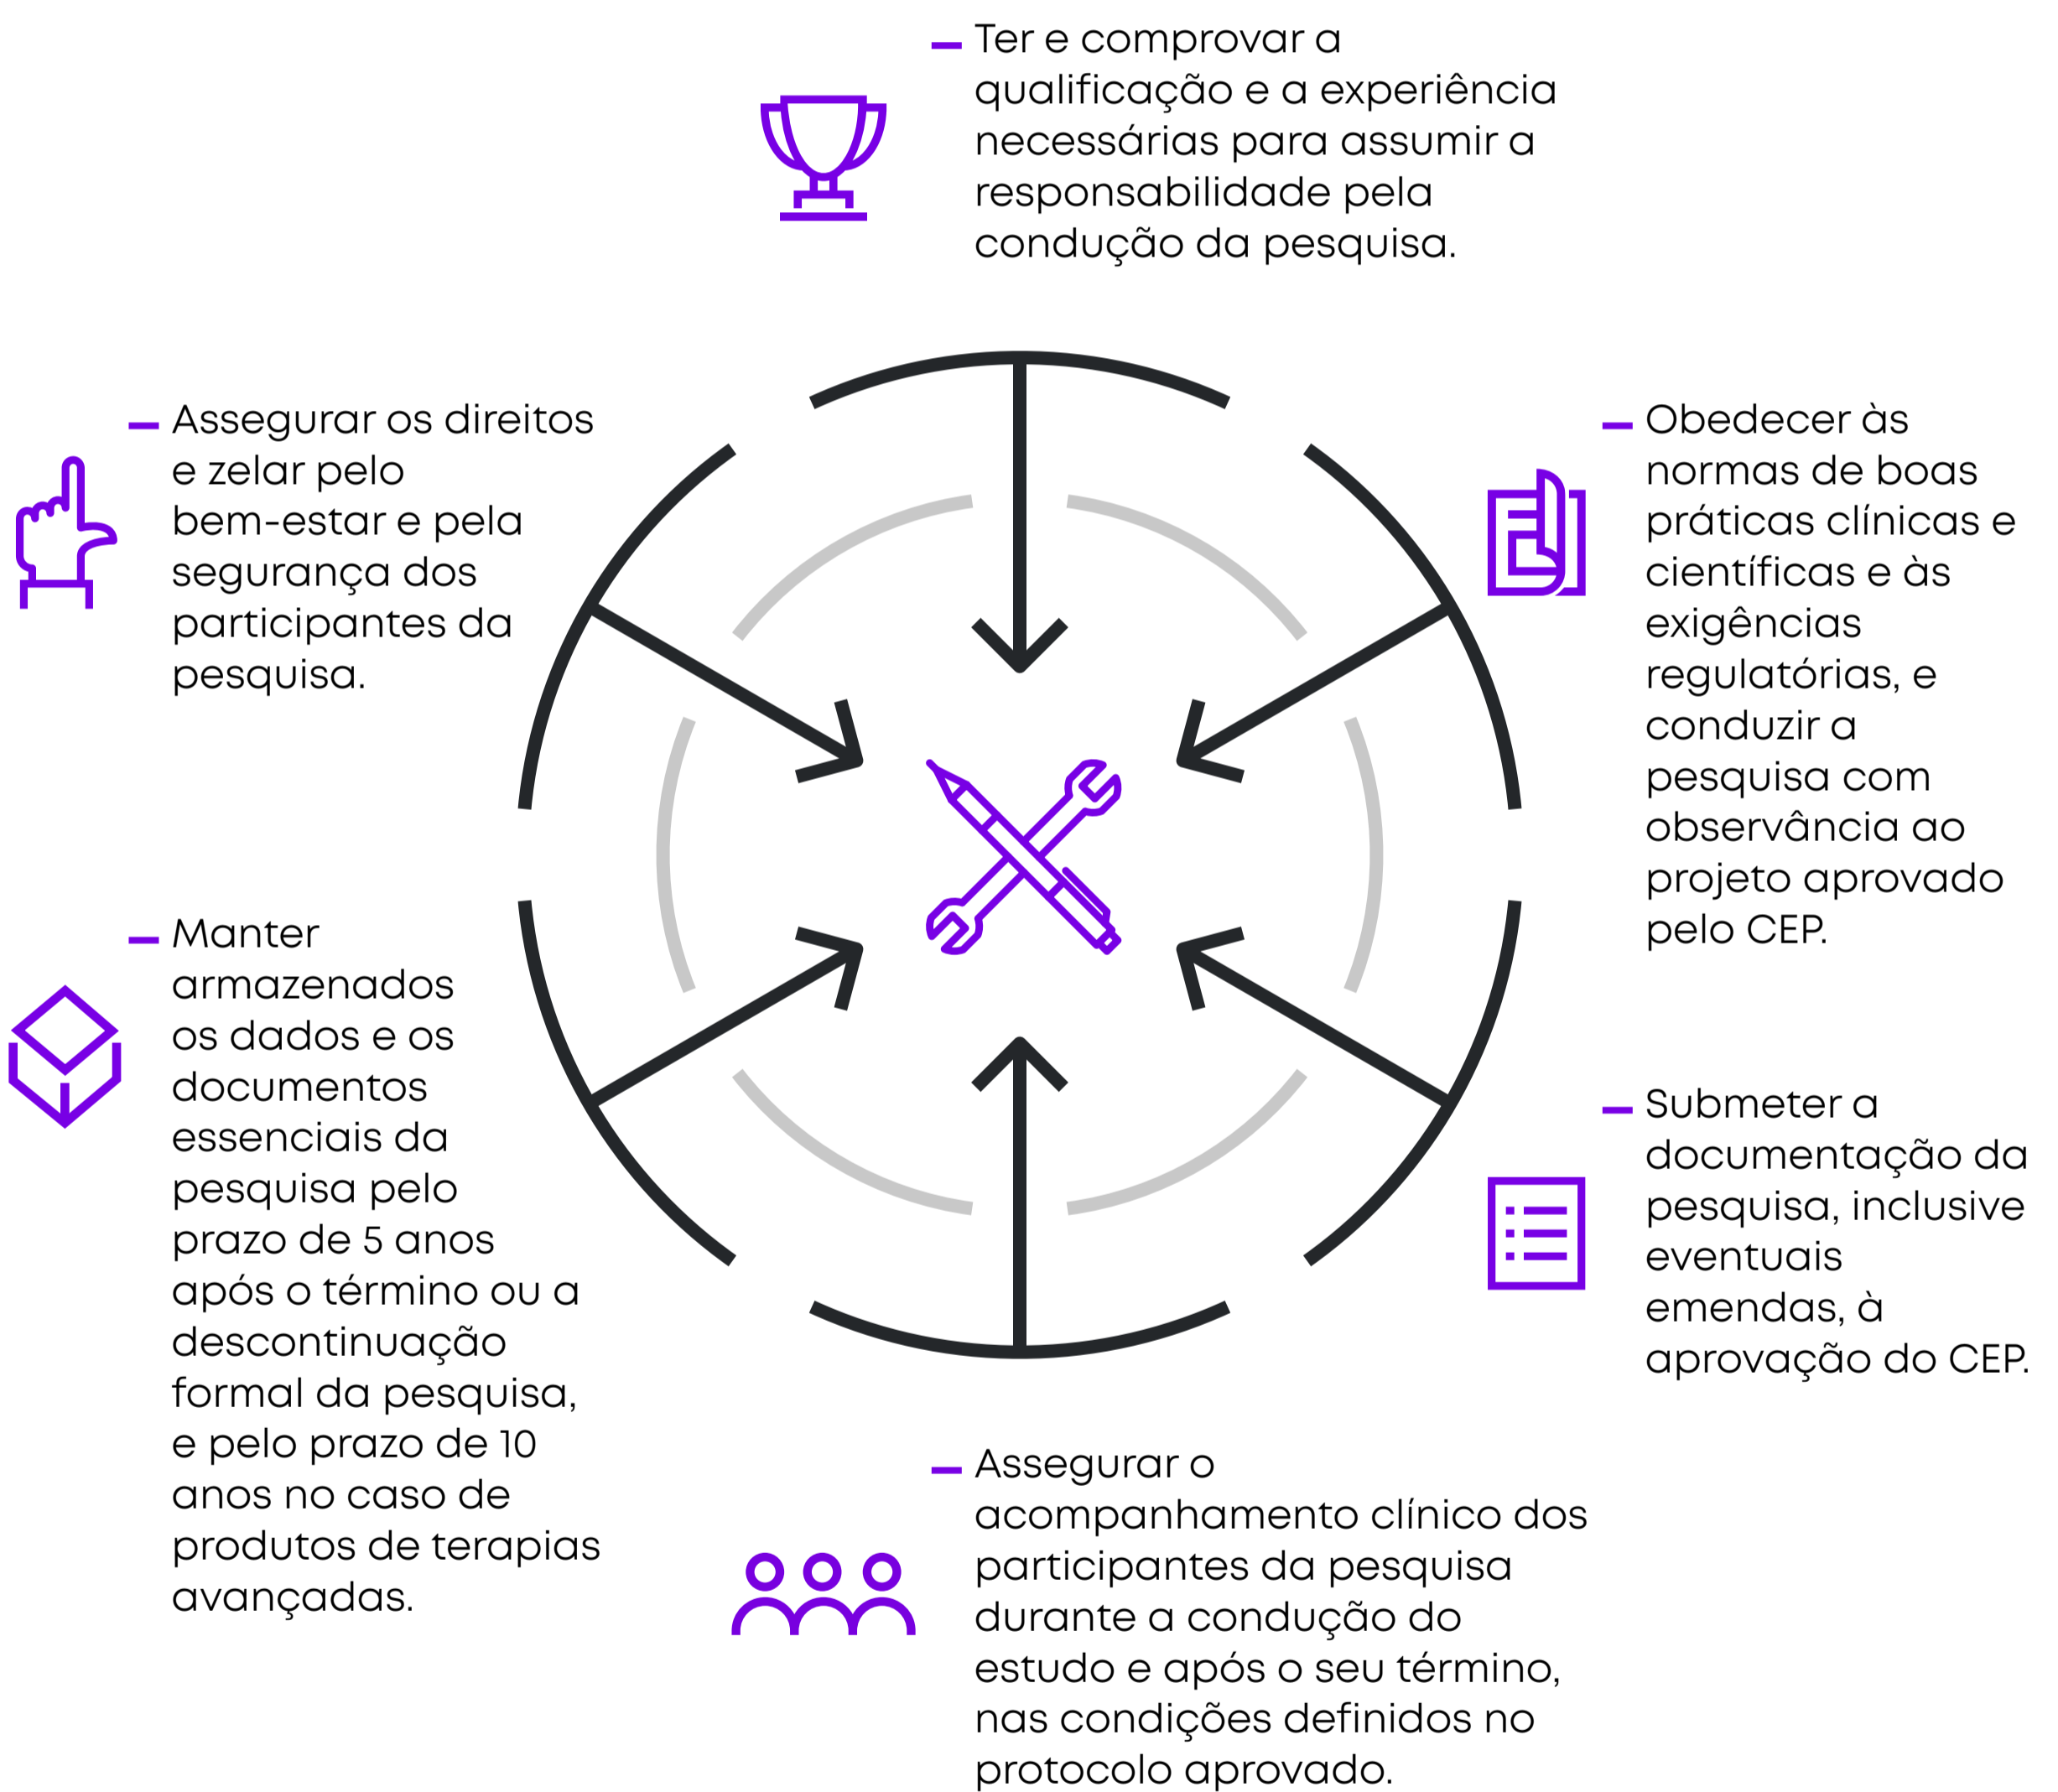 Ter e comprovar a
qualificação e a experiência
necessárias para assumir a
responsabilidade pela
condução da pesquisa.
Obedecer às
normas de boas
práticas clínicas e
científicas e às
exigências
regulatórias, e
conduzir a
pesquisa com
observância ao
projeto aprovado
pelo CEP.
Submeter a
documentação da
pesquisa, inclusive
eventuais
emendas, à
aprovação do CEP.
Assegurar o
acompanhamento clínico dos
participantes da pesquisa
durante a condução do
estudo e após o seu término,
nas condições definidos no
protocolo aprovado.
Manter
armazenados
os dados e os
documentos
essenciais da
pesquisa pelo
prazo de 5 anos
após o término ou a
descontinuação
formal da pesquisa,
e pelo prazo de 10
anos no caso de
produtos de terapias
avançadas.
Assegurar os direitos
e zelar pelo
bem-estar e pela
segurança dos
participantes da
pesquisa.